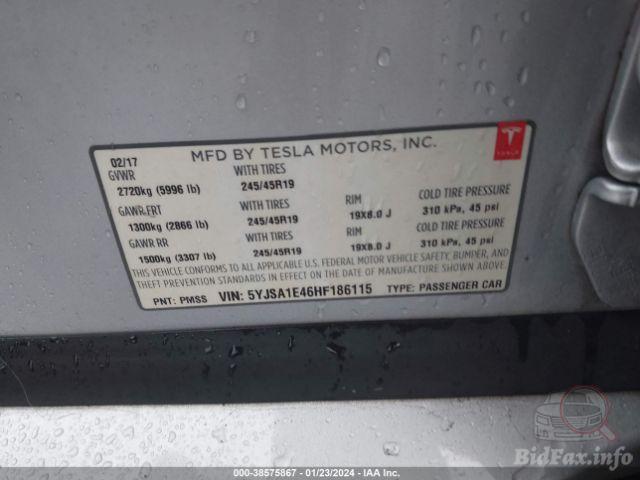 02/17 MFD BY TESLA MOTORS, INC.
GVWR WITH TIRES
2720kg (5996 lb) 245/45R19
GAWR FRT WITH TIRES RIM COLD TIRE PRESSURE
1300kg (2866 lb) 245/45R19 19X8.0 J 310 kPa, 45 psi
GAWR RR WITH TIRES RIM COLD TIRE PRESSURE
1500kg (3307 lb) 245/45R19 19X8.0 J 310 kPa, 45 psi
THIS VEHICLE CONFORMS TO ALL APPLICABLE U.S. FEDERAL MOTOR VEHICLE SAFETY, BUMPER, AND
THEFT PREVENTION STANDARDS IN EFFECT ON THE DATE OF MANUFACTURE SHOWN ABOVE.
PNT: PMSS VIN: 5YJSA1E46HF186115 TYPE: PASSENGER CAR
TESLA
BidFax.info
000-38575867 - 01/23/2024 - IAA Inc.